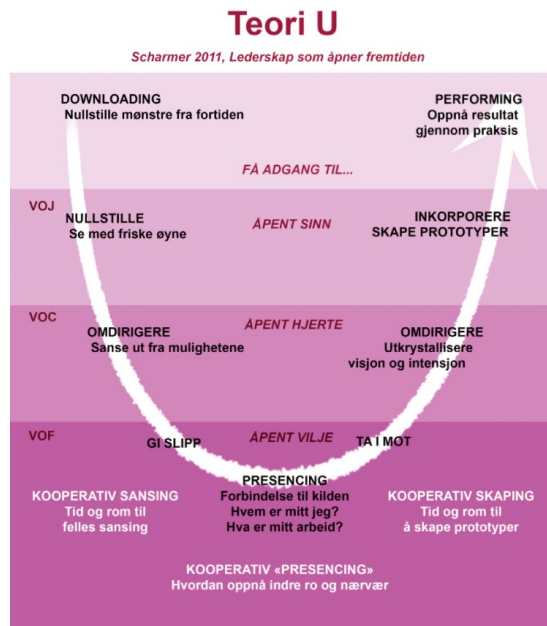 Teori U
Scharmer 2011, Lederskap som åpner fremtiden
DOWNLOADING
Nullstille mønstre fra fortiden
PERFORMING
Oppnå resultat
gjennom praksis
FÅ ADGANG TIL...
VOJ
NULLSTILLE
Se med friske øyne
ÅPENT SINN
INKORPORERE
SKAPE PROTOTYPER
VOC
OMDIRIGERE
Sanse ut fra mulighetene
ÅPENT HJERTE
OMDIRIGERE
Utkrystallisere
visjon og intensjon
VOF
GI SLIPP
ÅPENT VILJE
TA I MOT
PRESENCING
Forbindelse til kilden
Hvem er mitt jeg?
Hva er mitt arbeid?
KOOPERATIV SANSING
Tid og rom til
felles sansing
KOOPERATIV SKAPING
Tid og rom til
å skape prototyper
KOOPERATIV «PRESENCING»
Hvordan oppnå indre ro og nærvær